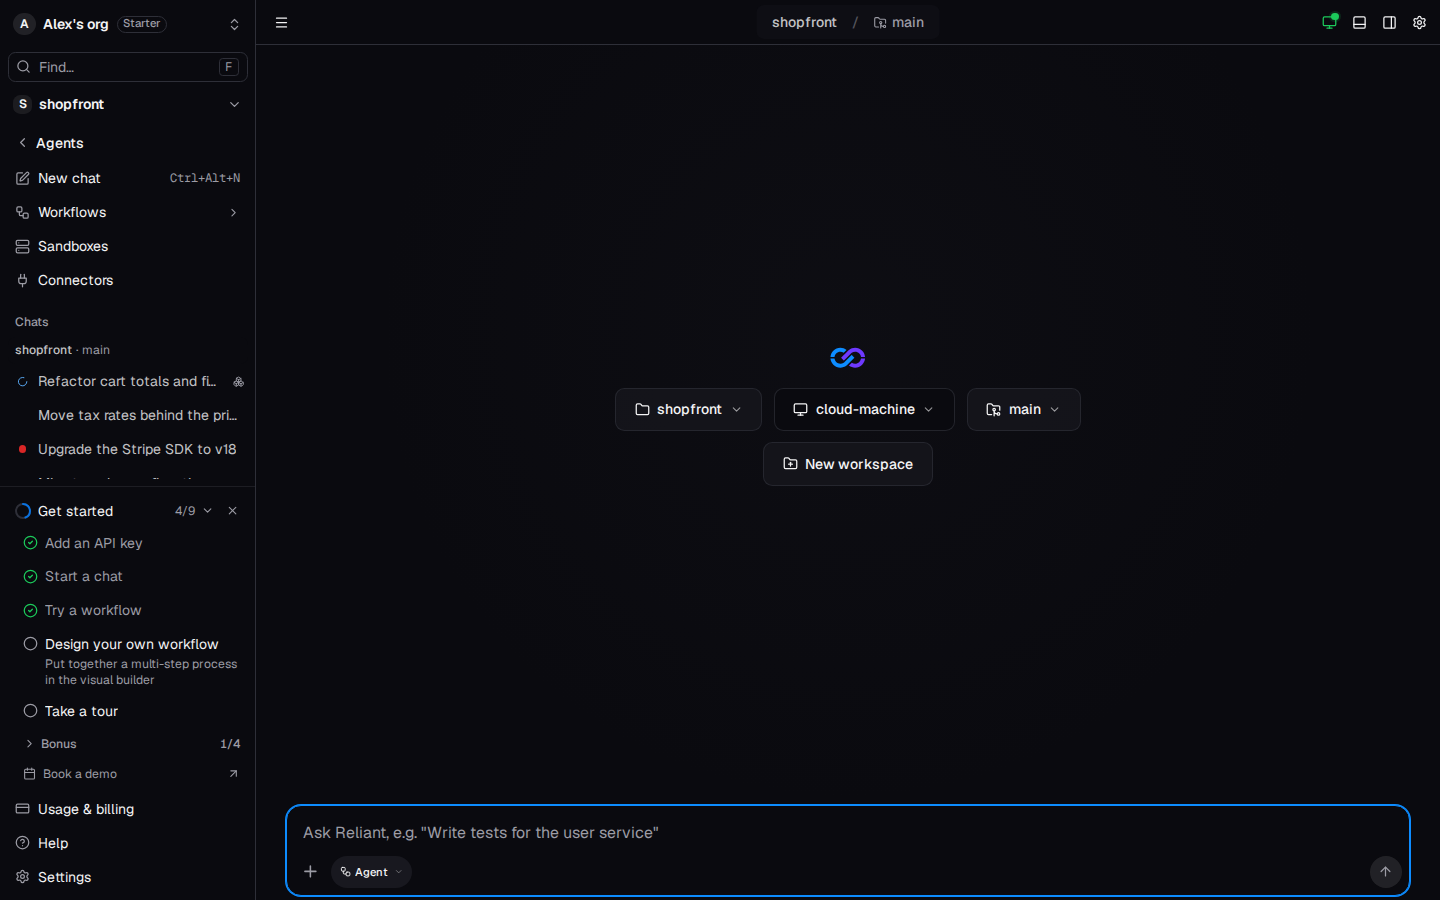 A Alex's org Starter
Find... F
S shopfront
Agents
New chat Ctrl+Alt+N
Workflows
Sandboxes
Connectors
Chats
shopfront · main
Refactor cart totals and fi...
Move tax rates behind the pri...
Upgrade the Stripe SDK to v18
Get started 4/9
Add an API key
Start a chat
Try a workflow
Design your own workflow
Put together a multi-step process
in the visual builder
Take a tour
Bonus 1/4
Book a demo
Usage & billing
Help
Settings
shopfront / main
shopfront cloud-machine main
New workspace
Ask Reliant, e.g. "Write tests for the user service"
Agent